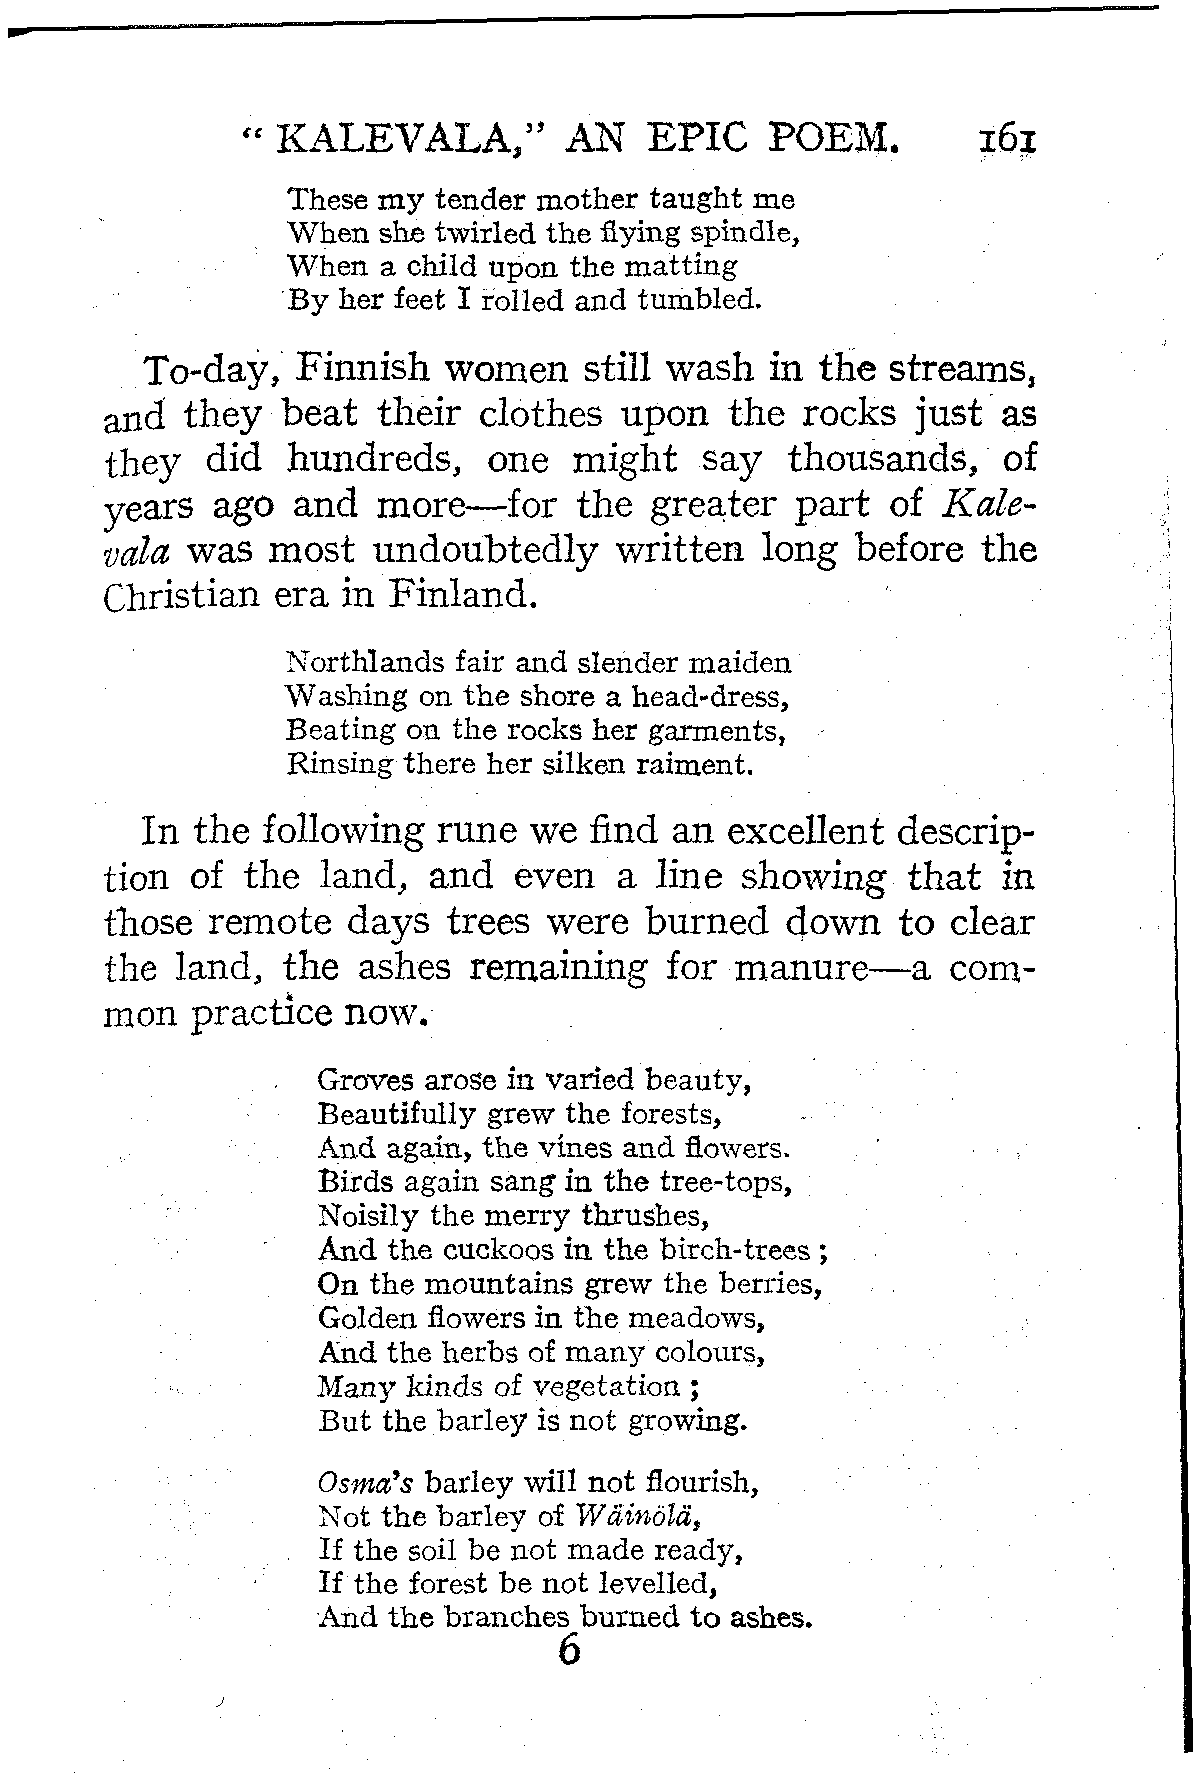 " KALEVALA," AN EPIC POEM. 161
These my tender mother taught me
When she twirled the flying spindle,
When a child upon the matting
By her feet I rolled and tumbled.
To-day, Finnish women still wash in the streams,
and they beat their clothes upon the rocks just as
they did hundreds, one might say thousands, of
years ago and more—for the greater part of Kale-
vala was most undoubtedly written long before the
Christian era in Finland.
Northlands fair and slender maiden
Washing on the shore a head-dress,
Beating on the rocks her garments,
Rinsing there her silken raiment.
In the following rune we find an excellent descrip-
tion of the land, and even a line showing that in
those remote days trees were burned down to clear
the land, the ashes remaining for manure—a com-
mon practice now.
Groves arose in varied beauty,
Beautifully grew the forests,
And again, the vines and flowers.
Birds again sang in the tree-tops,
Noisily the merry thrushes,
And the cuckoos in the birch-trees ;
On the mountains grew the berries,
Golden flowers in the meadows,
And the herbs of many colours,
Many kinds of vegetation ;
But the barley is not growing.
Osma's barley will not flourish,
Not the barley of Wäinölä,
If the soil be not made ready,
If the forest be not levelled,
And the branches burned to ashes.
6